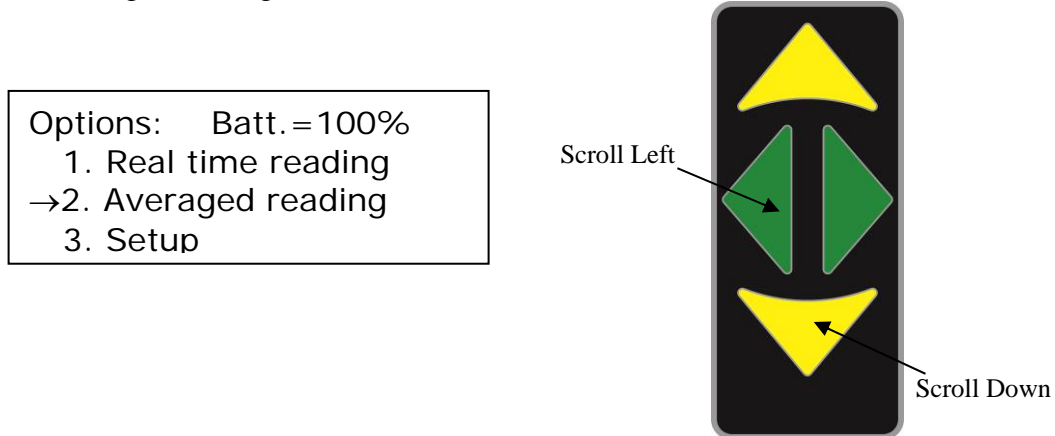 Options: Batt.=100%
1. Real time reading
→2. Averaged reading
3. Setup
Scroll Left
Scroll Down